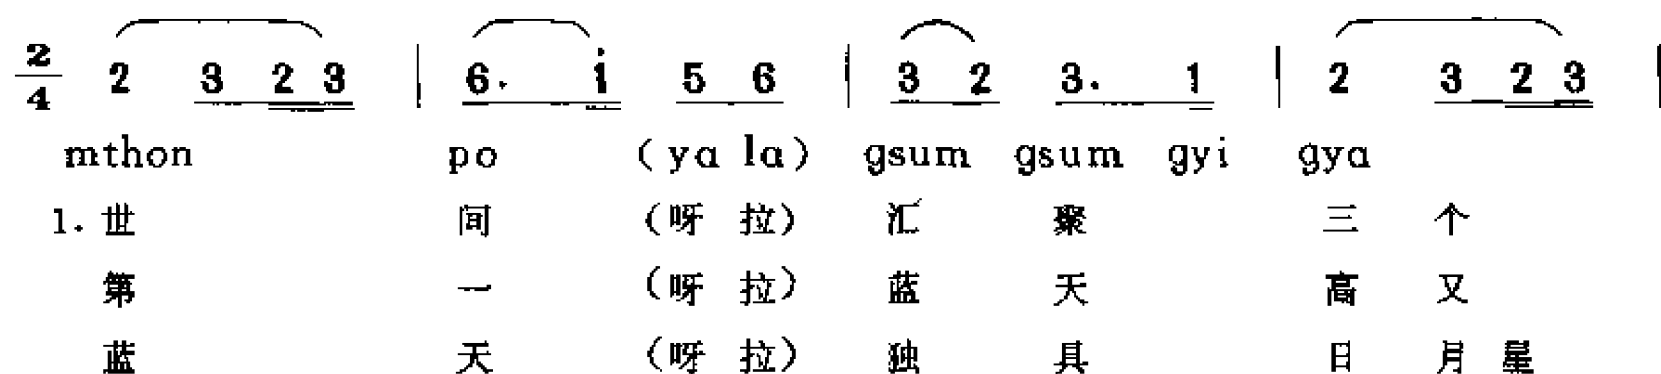 2/4 2 3 2 3 | 6. i 5 6 | 3 2 3. 1 | 2 3 2 3 |
mthon po (ya la) gsum gsum gyi gya
1. 世 间 (呀 拉) 汇 聚 三 个
第 一 (呀 拉) 蓝 天 高 又
蓝 天 (呀 拉) 独 具 日 月 星